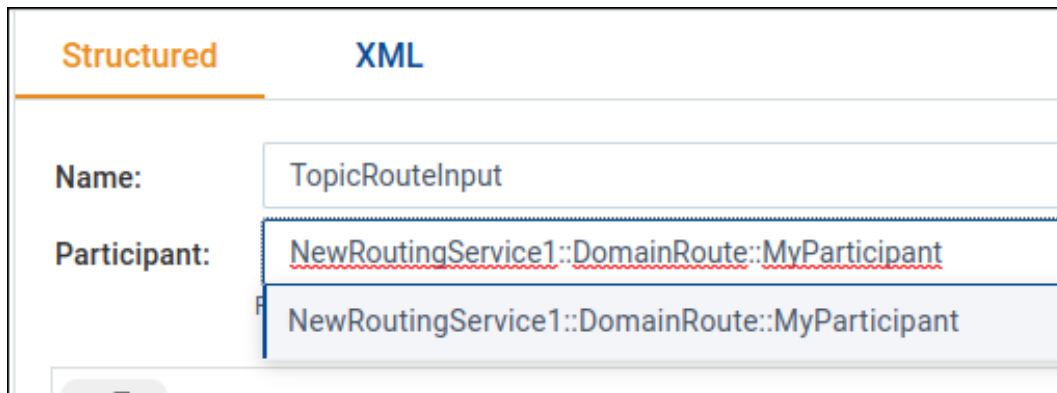 Structured XML
Name: TopicRouteInput
Participant: NewRoutingService1::DomainRoute::MyParticipant
NewRoutingService1::DomainRoute::MyParticipant